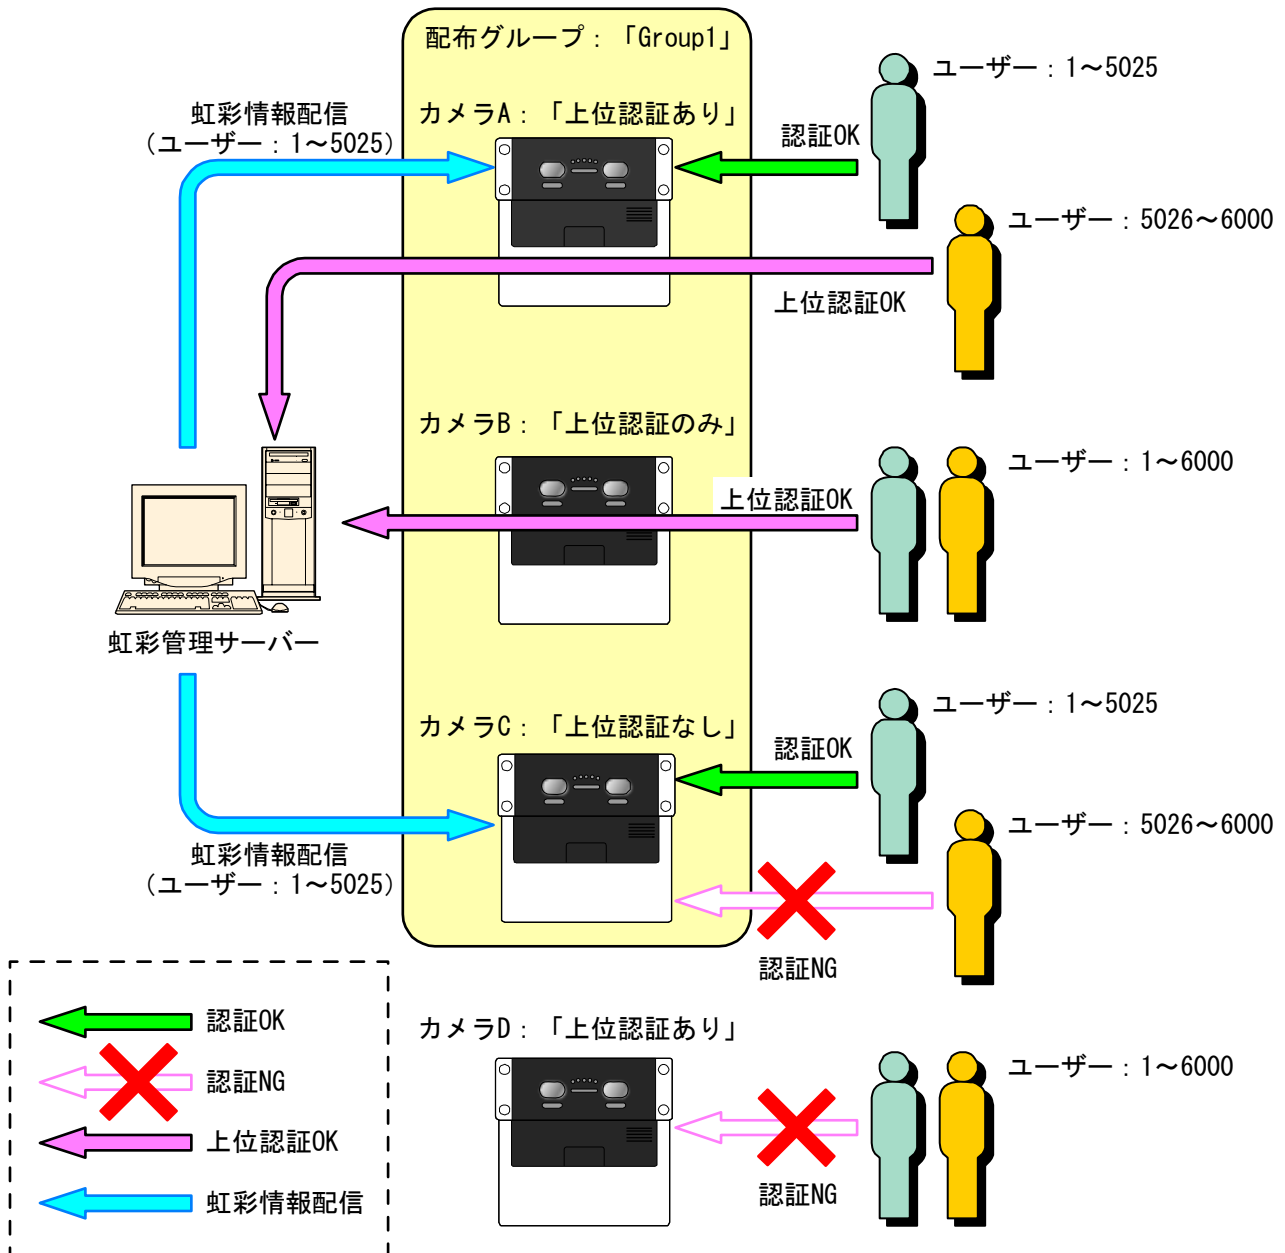 配布グループ：「Group1」
カメラA：「上位認証あり」
虹彩情報配信
（ユーザー：1～5025）
認証OK
ユーザー：1～5025
ユーザー：5026～6000
上位認証OK
カメラB：「上位認証のみ」
上位認証OK
ユーザー：1～6000
虹彩管理サーバー
カメラC：「上位認証なし」
認証OK
ユーザー：1～5025
ユーザー：5026～6000
虹彩情報配信
（ユーザー：1～5025）
認証NG
認証OK
認証NG
上位認証OK
虹彩情報配信
カメラD：「上位認証あり」
ユーザー：1～6000
認証NG